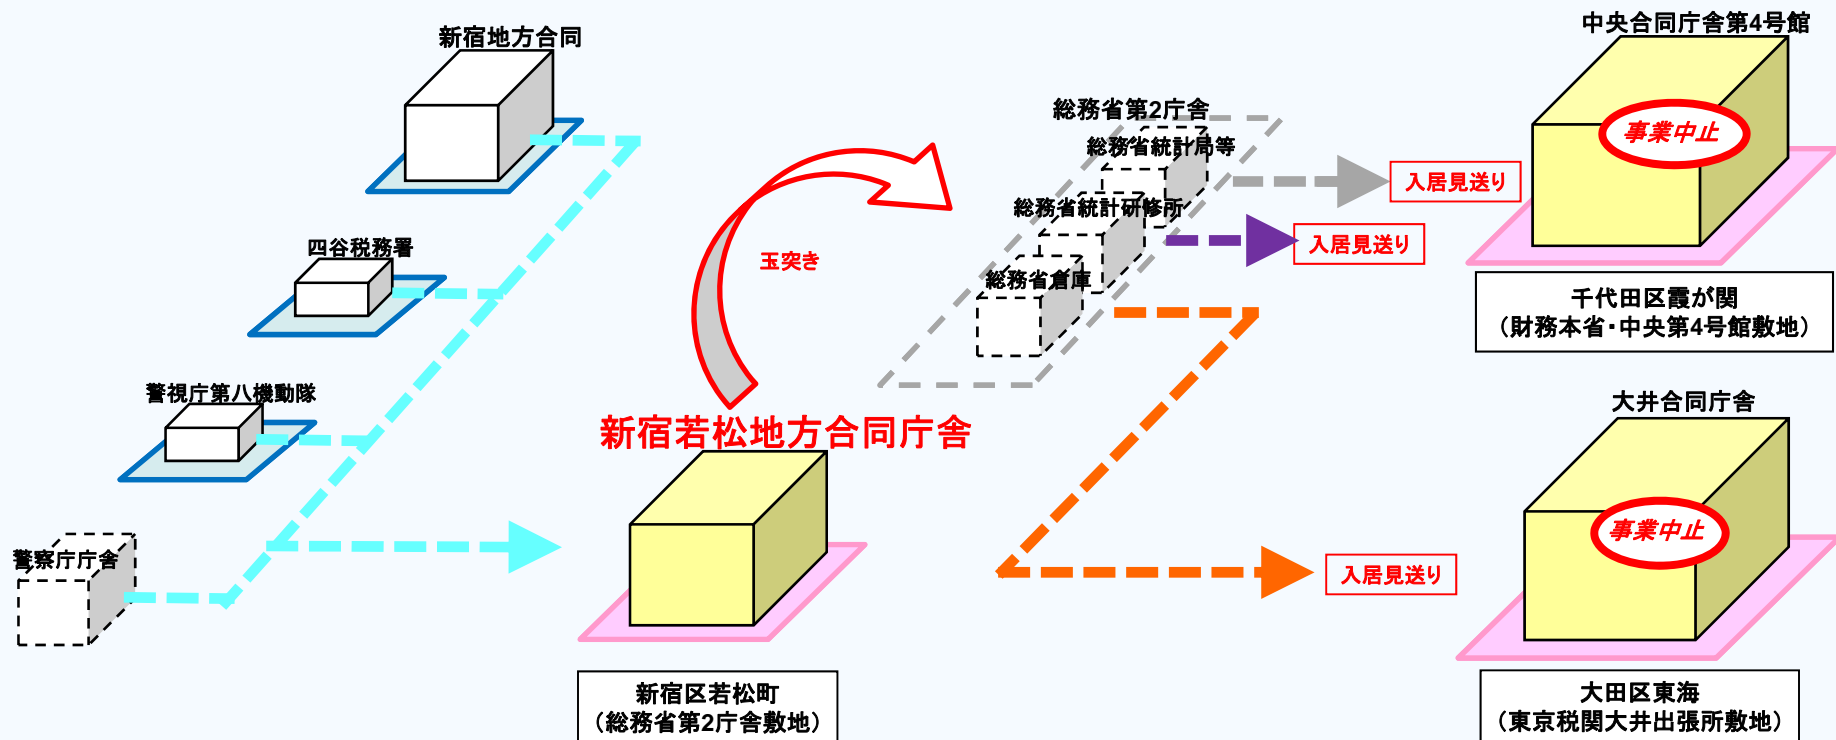 新宿地方合同
四谷税務署
警視庁第八機動隊
警察庁庁舎
玉突き
新宿若松地方合同庁舎
新宿区若松町
（総務省第2庁舎敷地）
総務省第2庁舎
総務省統計局等
総務省統計研修所
総務省倉庫
入居見送り
入居見送り
入居見送り
中央合同庁舎第4号館
事業中止
千代田区霞が関
（財務本省・中央第4号館敷地）
大井合同庁舎
事業中止
大田区東海
（東京税関大井出張所敷地）